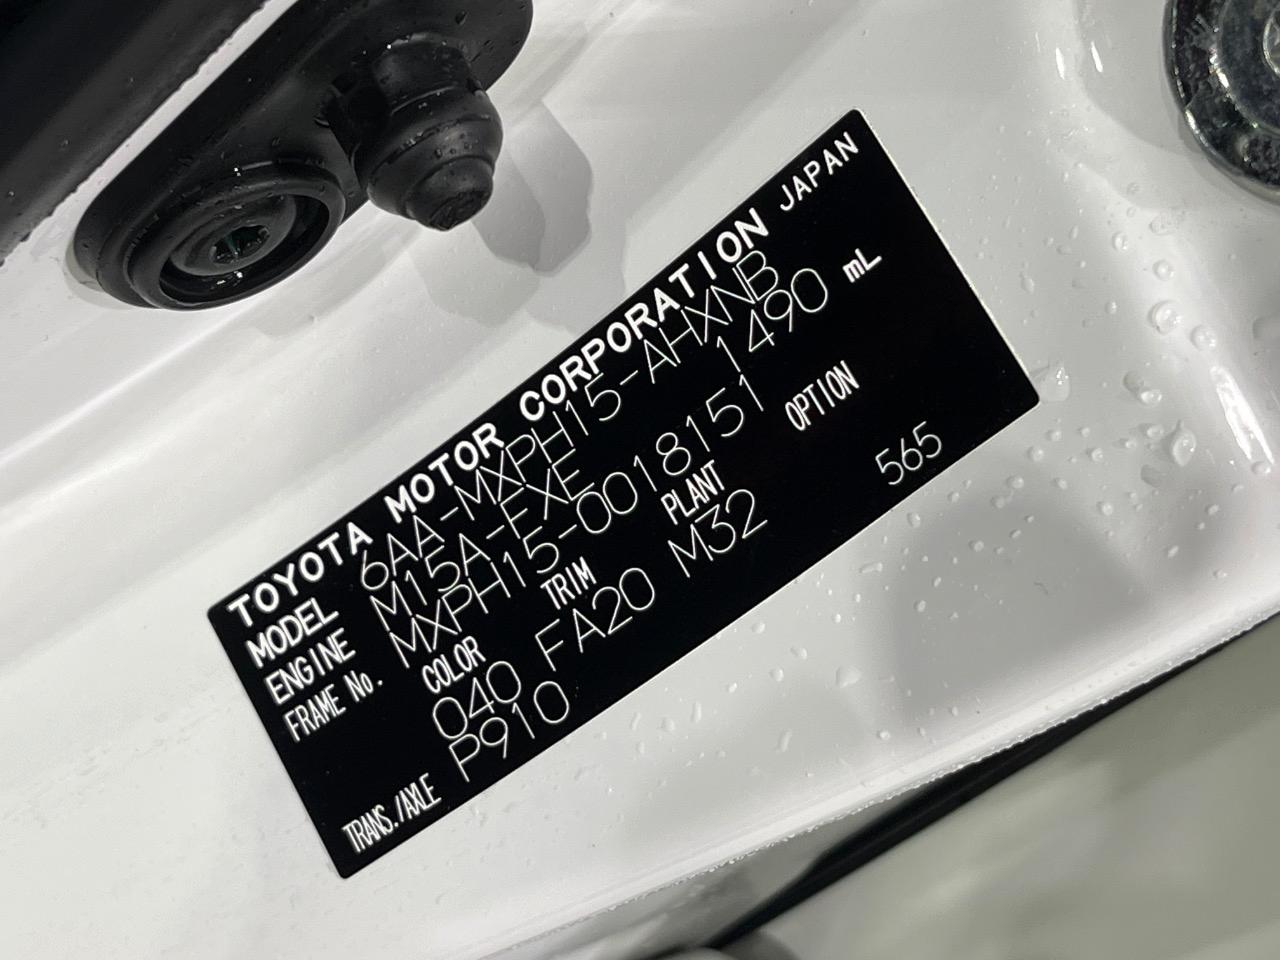 TOYOTA MOTOR CORPORATION JAPAN
MODEL 6AA-MXPH15-AHXNB
ENGINE M15A-FXE 1490 mL
FRAME No. MXPH15-0018151
COLOR TRIM PLANT OPTION
040 FA20 M32 565
TRANS./AXLE P910